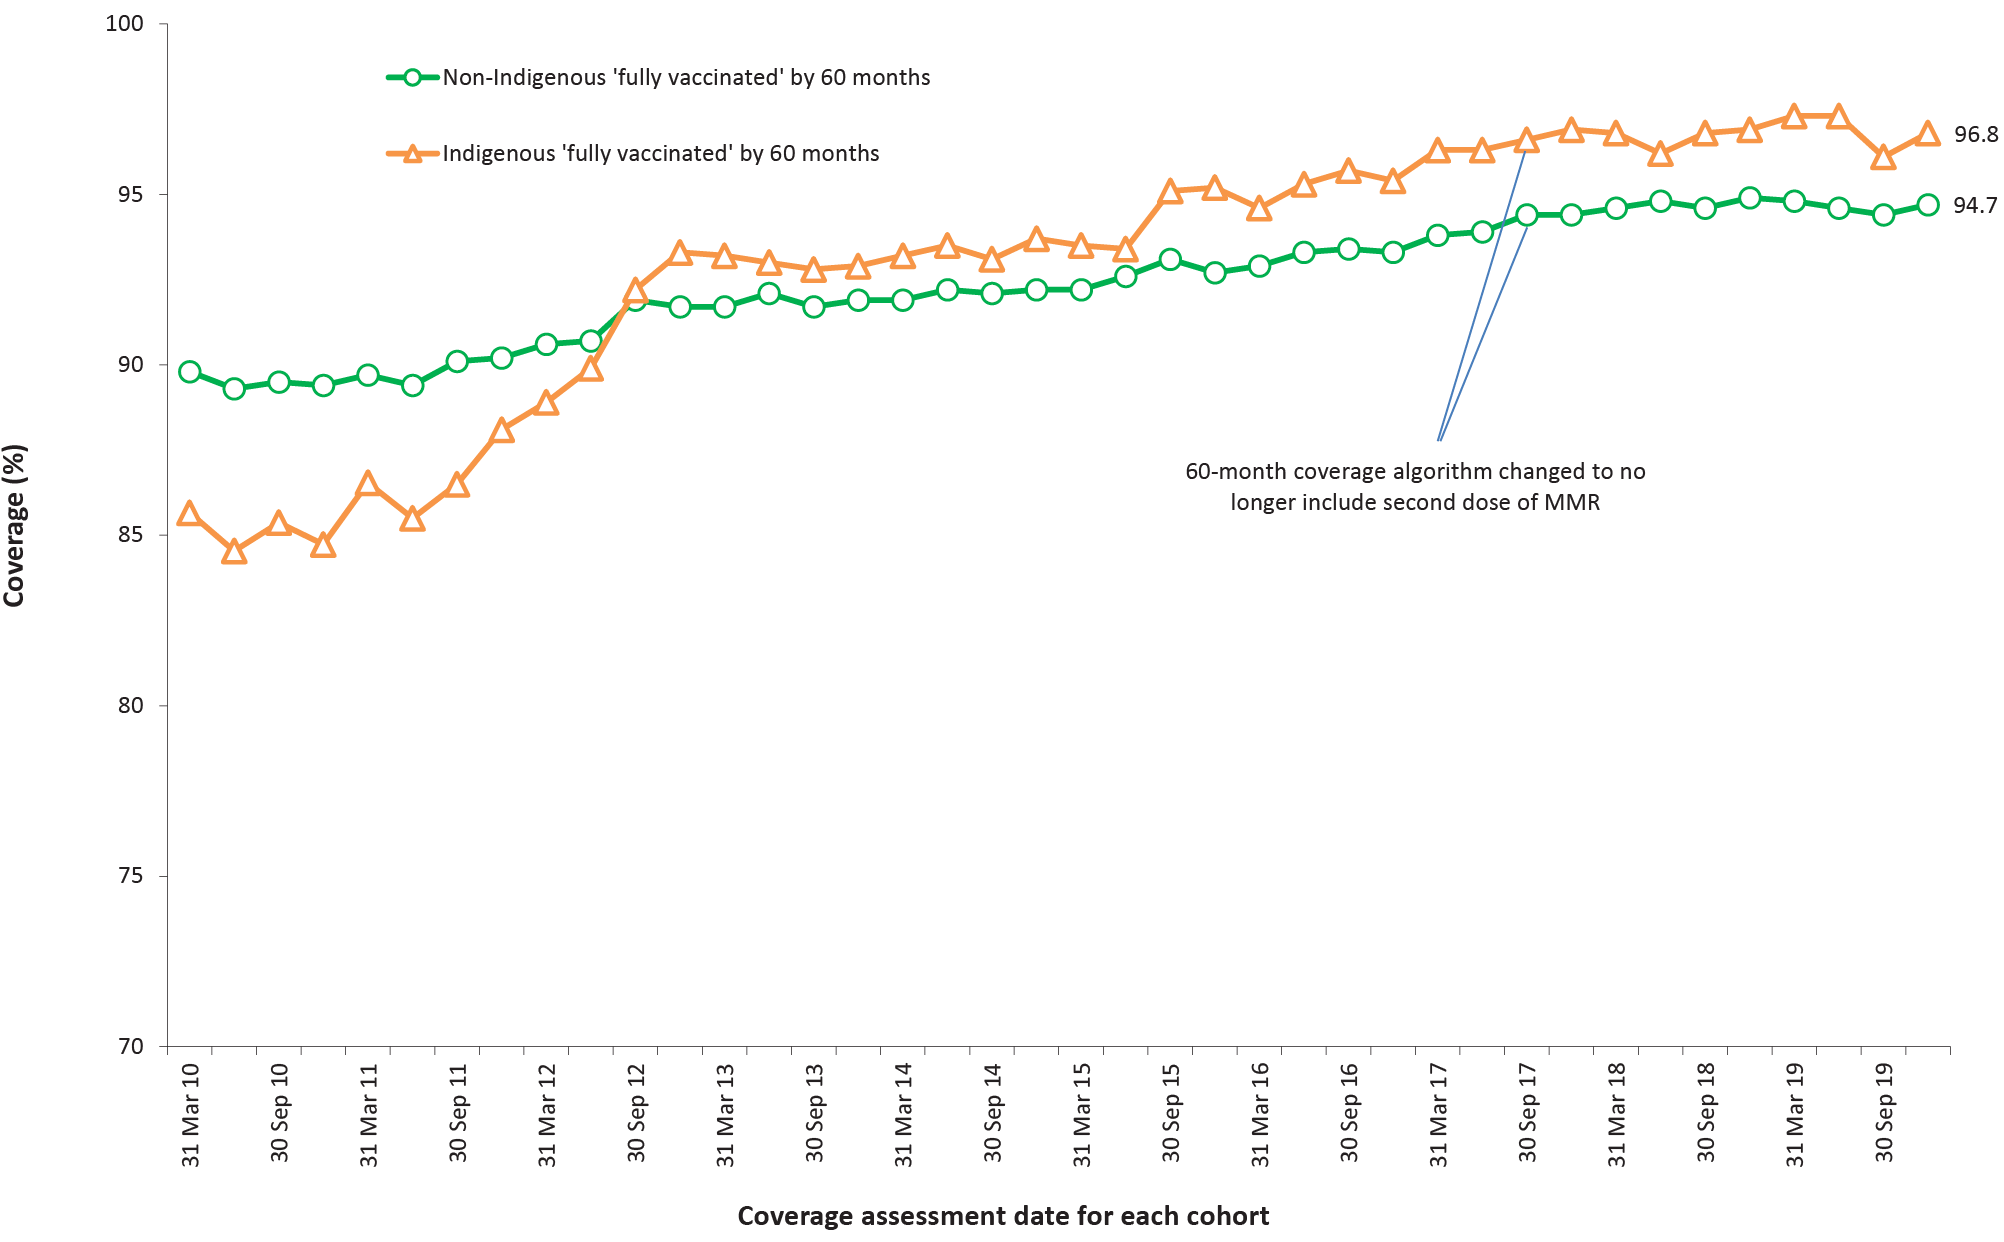 100
95
90
85
80
75
70
Coverage (%)
Non-Indigenous 'fully vaccinated' by 60 months
Indigenous 'fully vaccinated' by 60 months
96.8
94.7
60-month coverage algorithm changed to no
longer include second dose of MMR
31 Mar 10
30 Sep 10
31 Mar 11
30 Sep 11
31 Mar 12
30 Sep 12
31 Mar 13
30 Sep 13
31 Mar 14
30 Sep 14
31 Mar 15
30 Sep 15
31 Mar 16
30 Sep 16
31 Mar 17
30 Sep 17
31 Mar 18
30 Sep 18
31 Mar 19
30 Sep 19
Coverage assessment date for each cohort